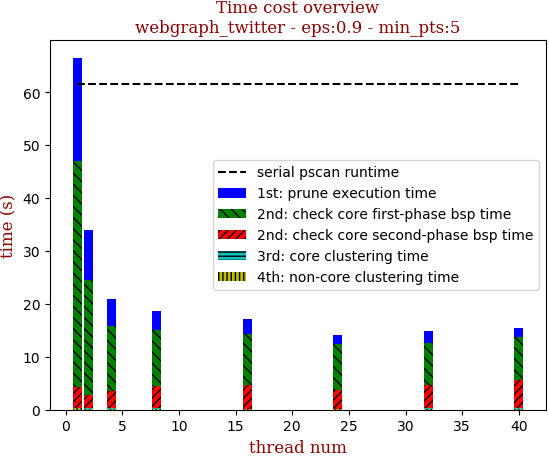 Time cost overview
webgraph_twitter - eps:0.9 - min_pts:5
time (s)
60
50
40
30
20
10
0
serial pscan runtime
1st: prune execution time
2nd: check core first-phase bsp time
2nd: check core second-phase bsp time
3rd: core clustering time
4th: non-core clustering time
0 5 10 15 20 25 30 35 40
thread num